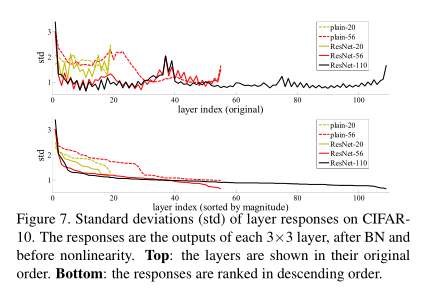 3
2
1
std
0 20 40 60 80 100
layer index (original)
plain-20
plain-56
ResNet-20
ResNet-56
ResNet-110
3
2
1
std
0 20 40 60 80 100
layer index (sorted by magnitude)
plain-20
plain-56
ResNet-20
ResNet-56
ResNet-110
Figure 7. Standard deviations (std) of layer responses on CIFAR-
10. The responses are the outputs of each 3×3 layer, after BN and
before nonlinearity. Top: the layers are shown in their original
order. Bottom: the responses are ranked in descending order.